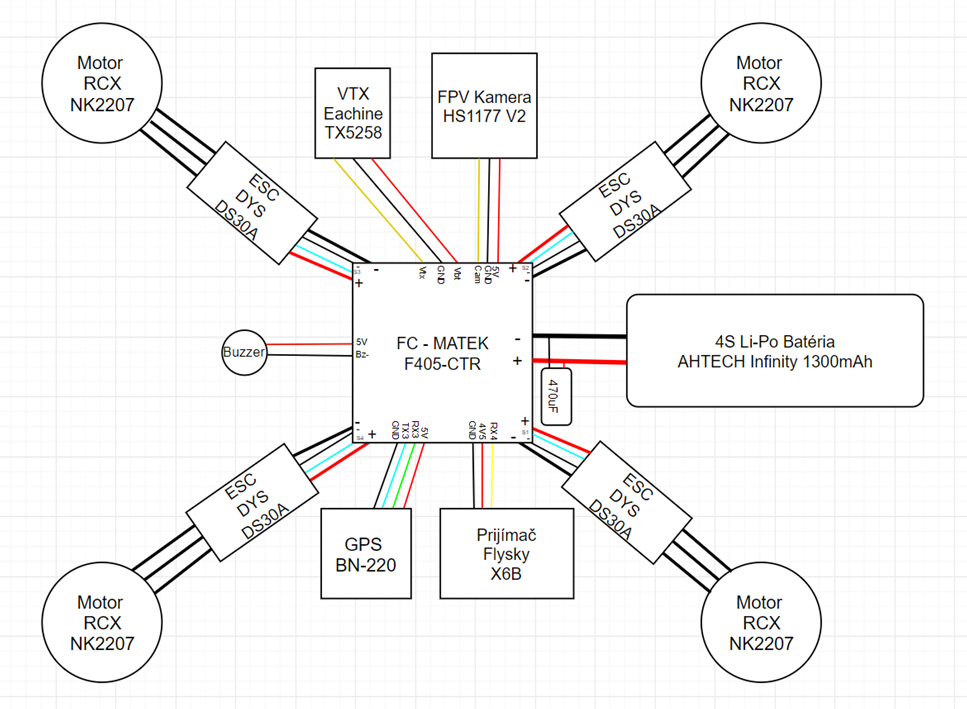 Motor
RCX
NK2207
VTX
Eachine
TX5258
FPV Kamera
HS1177 V2
Motor
RCX
NK2207
ESC
DYS
DS30A
ESC
DYS
DS30A
- S3 -
+
Vtx
GND
Vbt
Cam
GND
5V
+ S2 -
-
Buzzer
5V
Bz-
FC - MATEK
F405-CTR
-
+
4S Li-Po Batéria
AHTECH Infinity 1300mAh
470uF
-
- S4 +
GND
TX3
RX3
5V
GND
4V5
RX4
+
- S1 -
ESC
DYS
DS30A
ESC
DYS
DS30A
GPS
BN-220
Prijímač
Flysky
X6B
Motor
RCX
NK2207
Motor
RCX
NK2207